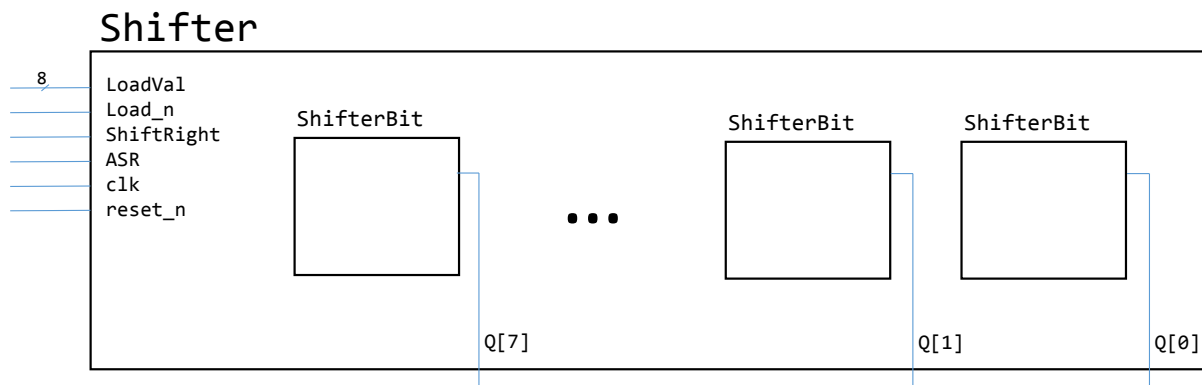 Shifter
8
LoadVal
Load_n
ShiftRight
ASR
clk
reset_n
ShifterBit
ShifterBit
ShifterBit
...
Q[7]
Q[1]
Q[0]